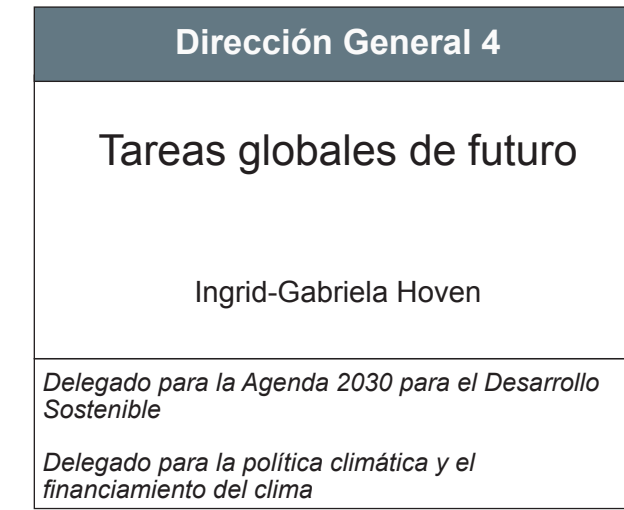 Dirección General 4
Tareas globales de futuro
Ingrid-Gabriela Hoven
Delegado para la Agenda 2030 para el Desarrollo
Sostenible
Delegado para la política climática y el
financiamiento del clima